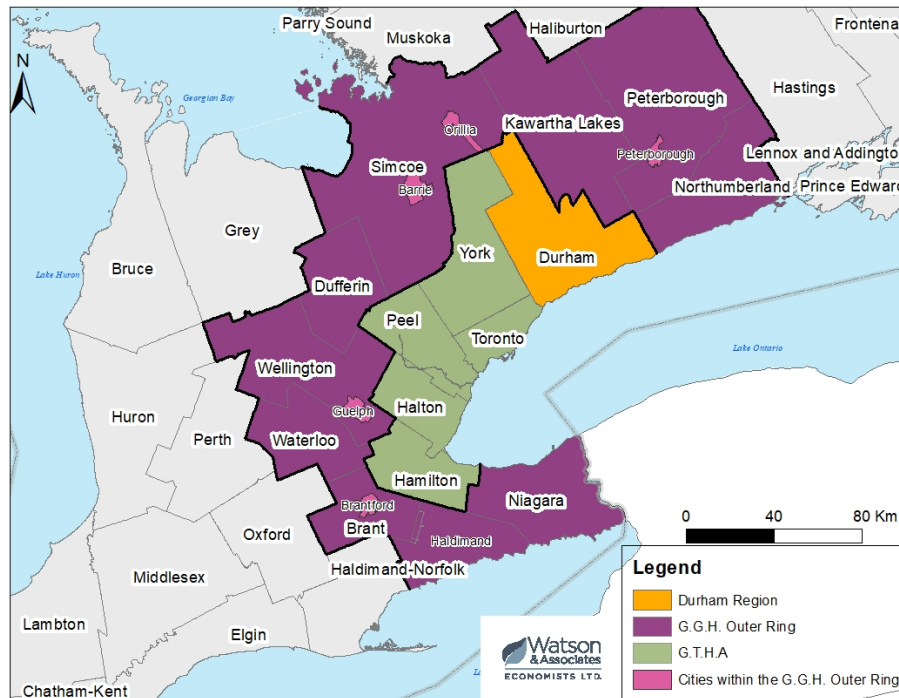 Parry Sound
Muskoka
Haliburton
Frontena
N
Georgian Bay
Hastings
Peterborough
Orillia
Kawartha Lakes
Peterborough
Lennox and Addington
Simcoe
Barrie
Northumberland
Prince Edward
Grey
York
Durham
Bruce
Lake Huron
Dufferin
Peel
Toronto
Lake Ontario
Wellington
Guelph
Halton
Huron
Perth
Waterloo
Hamilton
Niagara
Brantford
Brant
Oxford
Haldimand
0 40 80 Km
Haldimand-Norfolk
Middlesex
Lambton
Elgin
Chatham-Kent
Watson
& Associates
ECONOMISTS LTD.
Legend
Durham Region
G.G.H. Outer Ring
G.T.H.A
Cities within the G.G.H. Outer Ring